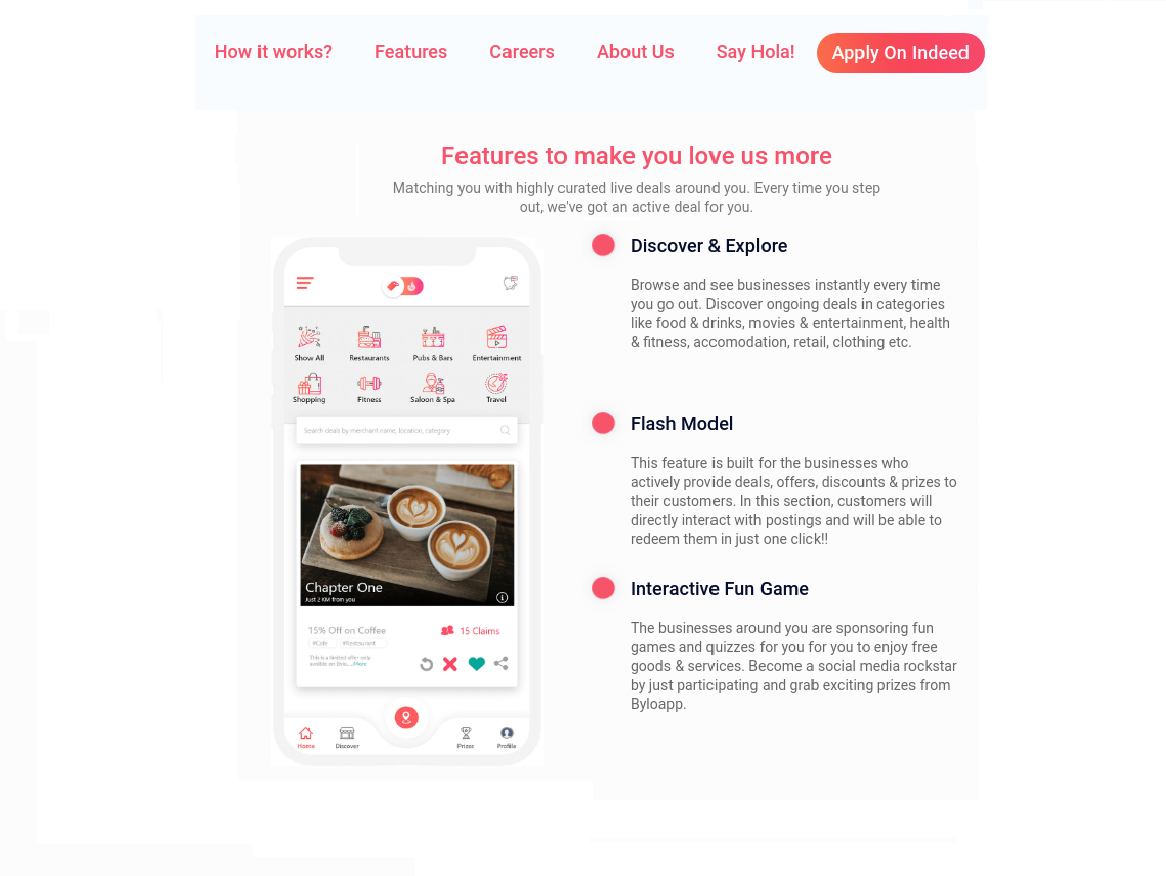 How it works? Features Careers About Us Say Hola! Apply On Indeed
Features to make you love us more
Matching you with highly curated live deals around you. Every time you step
out, we've got an active deal for you.
Show All Restaurants Pubs & Bars Entertainment
Shopping Fitness Saloon & Spa Travel
Search deals by merchant name, location, category
Chapter One
Just 2 KM from you
15% Off on Coffee 15 Claims
#Cafe #Restaurant
This is a limited offer only
...More
Home Discover Prizes Profile
Discover & Explore
Browse and see businesses instantly every time
you go out. Discover ongoing deals in categories
like food & drinks, movies & entertainment, health
& fitness, accomodation, retail, clothing etc.
Flash Model
This feature is built for the businesses who
actively provide deals, offers, discounts & prizes to
their customers. In this section, customers will
directly interact with postings and will be able to
redeem them in just one click!!
Interactive Fun Game
The businesses around you are sponsoring fun
games and quizzes for you for you to enjoy free
goods & services. Become a social media rockstar
by just participating and grab exciting prizes from
Byloapp.